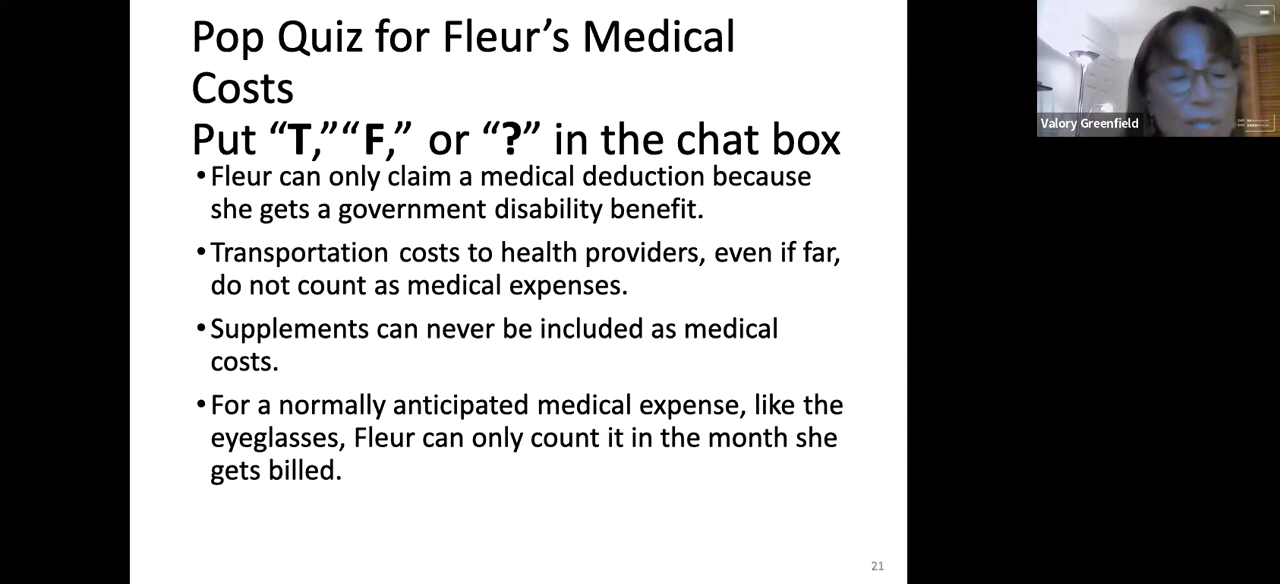 Pop Quiz for Fleur’s Medical
Costs
Put “T,”“F,” or “?” in the chat box
•Fleur can only claim a medical deduction because
she gets a government disability benefit.
•Transportation costs to health providers, even if far,
do not count as medical expenses.
•Supplements can never be included as medical
costs.
•For a normally anticipated medical expense, like the
eyeglasses, Fleur can only count it in the month she
gets billed.
21
Valory Greenfield